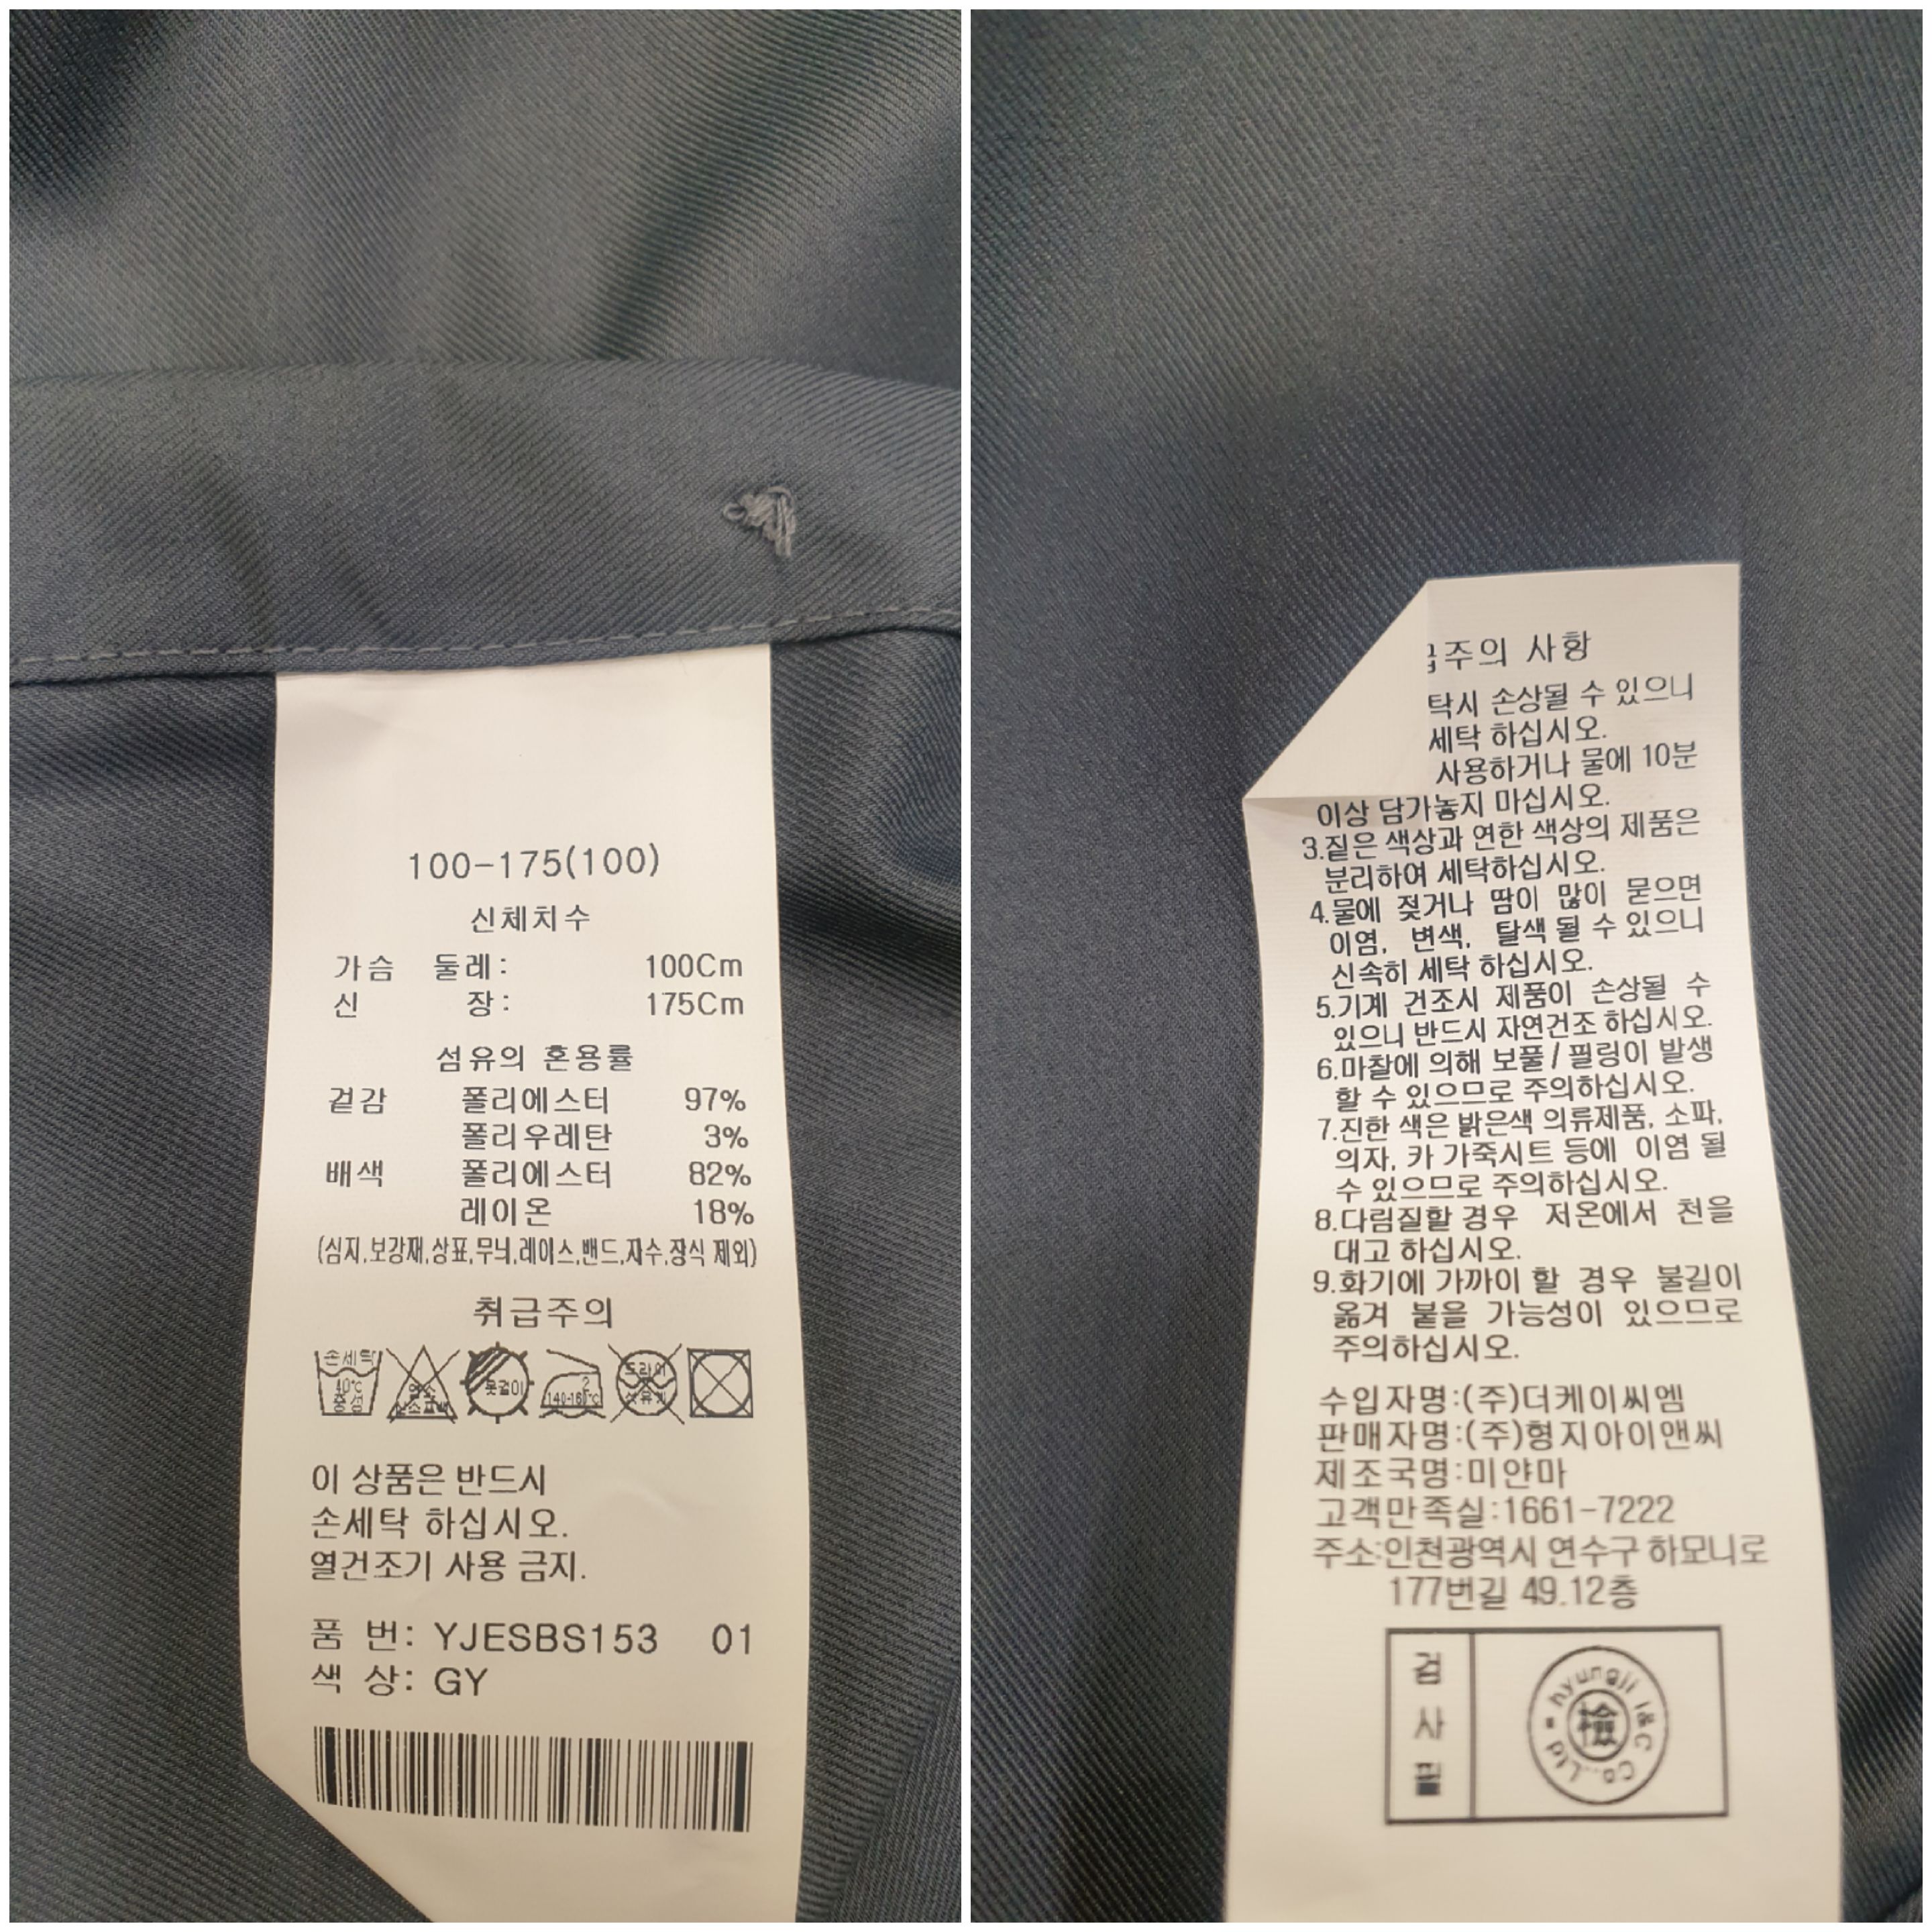 100-175(100)
신체치수
가슴 둘레: 100Cm
신 장: 175Cm
섬유의 혼용률
겉감 폴리에스터 97%
폴리우레탄 3%
배색 폴리에스터 82%
레이온 18%
(심지,보강재,상표,무늬,레이스,밴드,자수,장식 제외)
취급주의
손세탁 40℃ 중성
옷걸이
2 140-160℃
드라이
이 상품은 반드시
손세탁 하십시오.
열건조기 사용 금지.
품 번: YJESBS153 01
색 상: GY
주의 사항
탁시 손상될 수 있으니
세탁 하십시오.
사용하거나 물에 10분
이상 담가놓지 마십시오.
3.짙은 색상과 연한 색상의 제품은
분리하여 세탁하십시오.
4.물에 젖거나 땀이 많이 묻으면
이염, 변색, 탈색 될 수 있으니
신속히 세탁 하십시오.
5.기계 건조시 제품이 손상될 수
있으니 반드시 자연건조 하십시오.
6.마찰에 의해 보풀/필링이 발생
할 수 있으므로 주의하십시오.
7.진한 색은 밝은색 의류제품, 소파,
의자, 카 가죽시트 등에 이염 될
수 있으므로 주의하십시오.
8.다림질할 경우 저온에서 천을
대고 하십시오.
9.화기에 가까이 할 경우 불길이
옮겨 붙을 가능성이 있으므로
주의하십시오.
수입자명:(주)더케이씨엠
판매자명:(주)형지아이앤씨
제조국명:미얀마
고객만족실:1661-7222
주소:인천광역시 연수구 하모니로
177번길 49.12층
검사필
hyungji I&C Co.,Ltd
檢